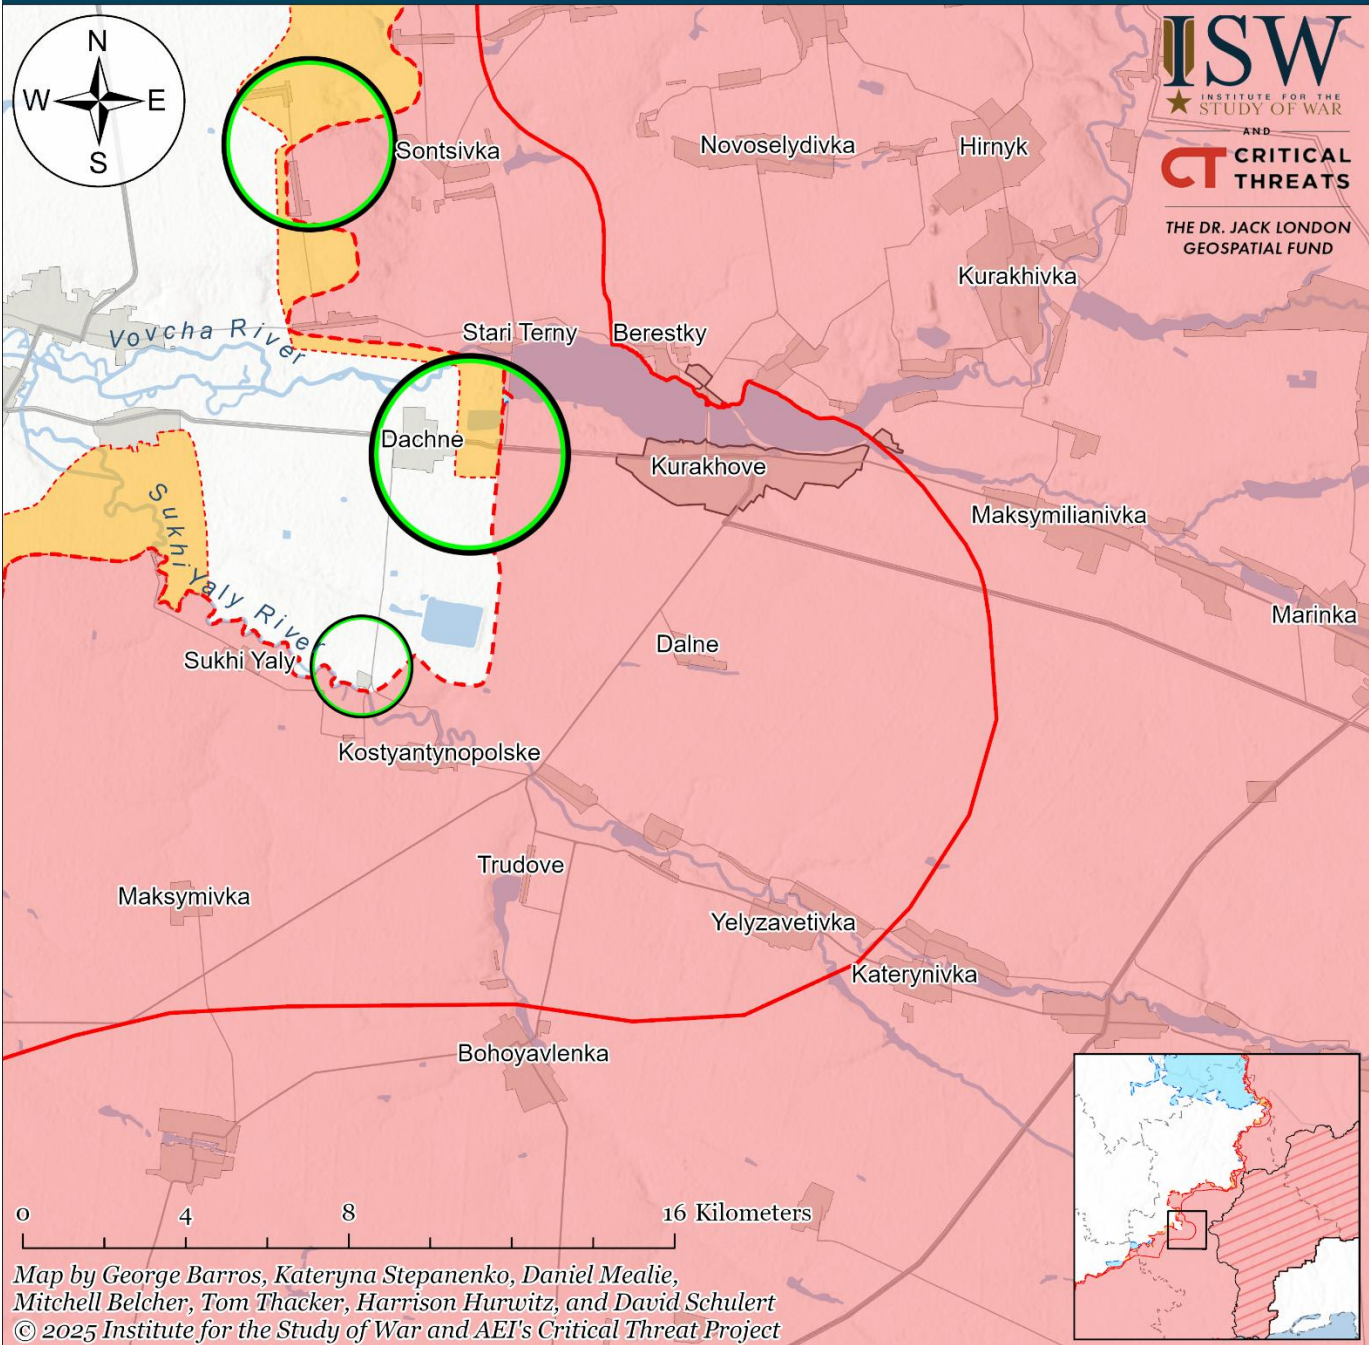 N
W
E
S
ISW
INSTITUTE FOR THE
STUDY OF WAR
AND
CT CRITICAL
THREATS
THE DR. JACK LONDON
GEOSPATIAL FUND
Sontsivka
Novoselydivka
Hirnyk
Kurakhivka
Vovcha River
Stari Terny
Berestky
Dachne
Kurakhove
Maksymilianivka
Sukhi Yaly River
Marinka
Dalne
Sukhi Yaly
Kostyantynopolske
Trudove
Maksymivka
Yelyzavetivka
Katerynivka
Bohoyavlenka
0 4 8 16 Kilometers
Map by George Barros, Kateryna Stepanenko, Daniel Mealie,
Mitchell Belcher, Tom Thacker, Harrison Hurwitz, and David Schulert
© 2025 Institute for the Study of War and AEI's Critical Threat Project